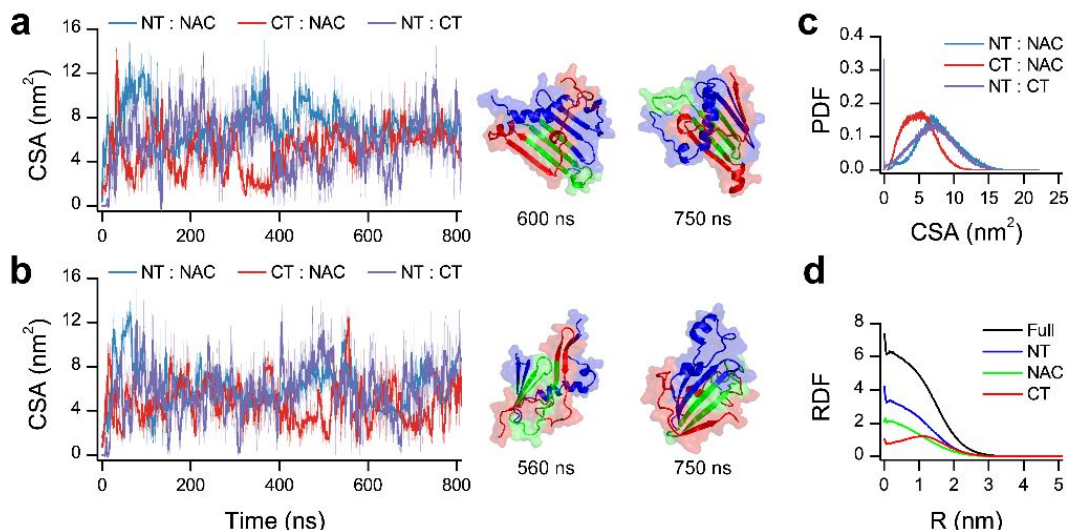 a
NT : NAC CT : NAC NT : CT
16
12
8
4
0
CSA (nm²)
0 200 400 600 800
600 ns 750 ns
b
NT : NAC CT : NAC NT : CT
16
12
8
4
0
CSA (nm²)
0 200 400 600 800
Time (ns)
560 ns 750 ns
c
NT : NAC
CT : NAC
NT : CT
0.4
0.3
0.2
0.1
0.0
PDF
0 5 10 15 20 25
CSA (nm²)
d
Full
NT
NAC
CT
8
6
4
2
0
RDF
0 1 2 3 4 5
R (nm)